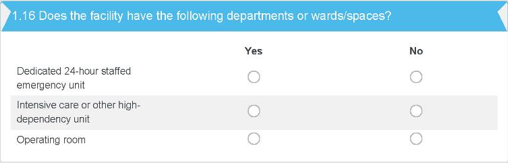 1.16 Does the facility have the following departments or wards/spaces?
Yes No
Dedicated 24-hour staffed
emergency unit
Intensive care or other high-
dependency unit
Operating room